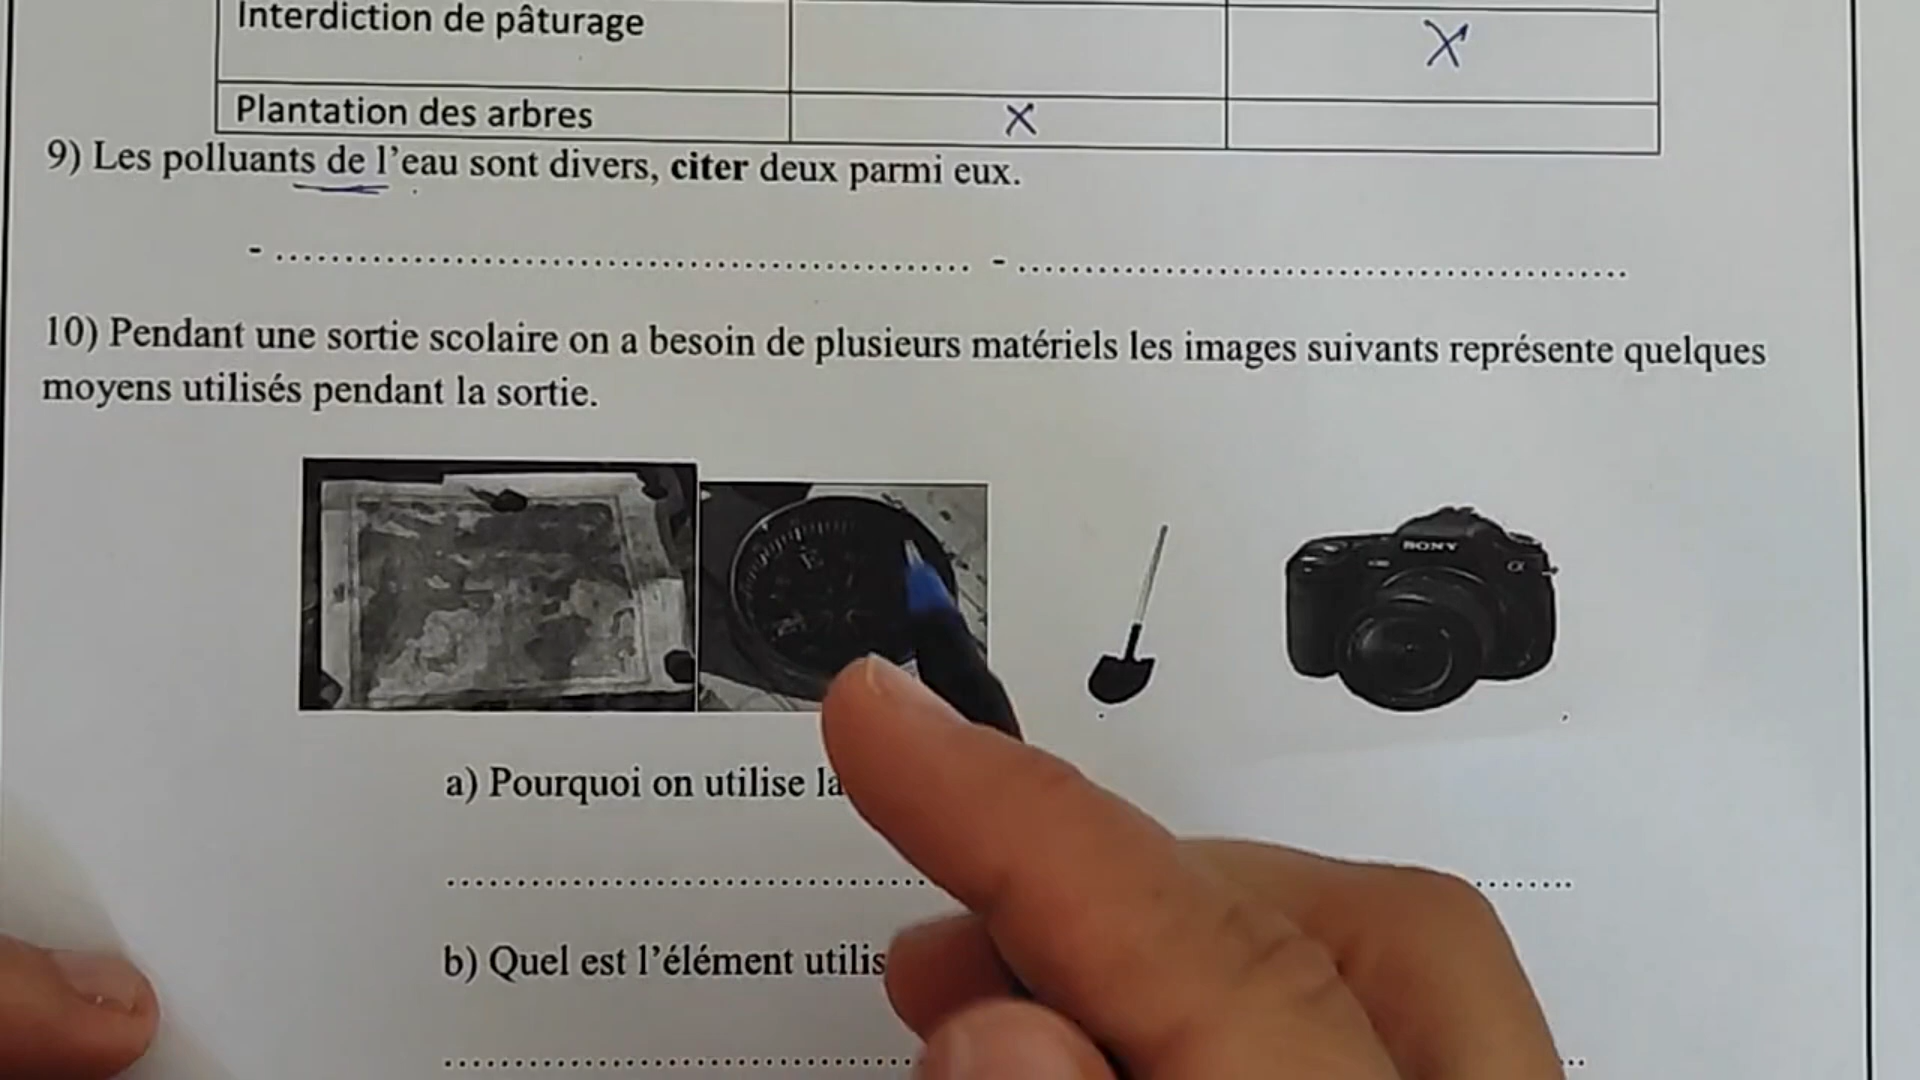 Interdiction de pâturage X
Plantation des arbres X
9) Les polluants de l'eau sont divers, citer deux parmi eux.
- ............................................................ - ......................................................
10) Pendant une sortie scolaire on a besoin de plusieurs matériels les images suivants représente quelques
moyens utilisés pendant la sortie.
E
SONY
α
a) Pourquoi on utilise la
b) Quel est l'élément